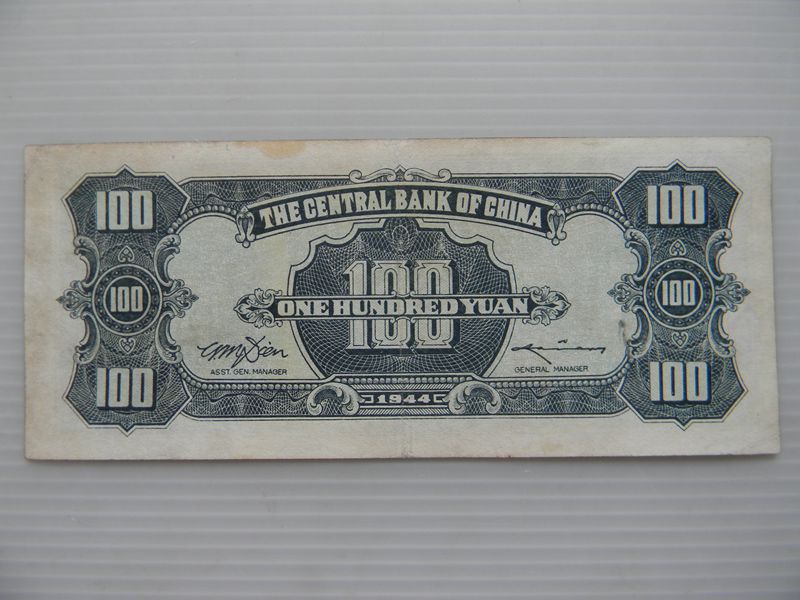 100 100
THE CENTRAL BANK OF CHINA
100 100 100
ONE HUNDRED YUAN
ASST. GEN. MANAGER GENERAL MANAGER
100 100
1944